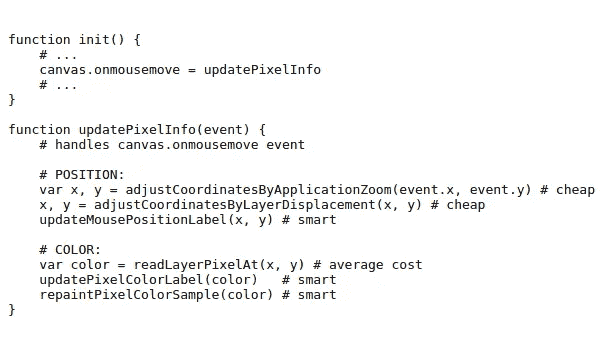 function init() {
    # ...
    canvas.onmousemove = updatePixelInfo
    # ...
}
function updatePixelInfo(event) {
    # handles canvas.onmousemove event
    # POSITION:
    var x, y = adjustCoordinatesByApplicationZoom(event.x, event.y) # cheap
    x, y = adjustCoordinatesByLayerDisplacement(x, y) # cheap
    updateMousePositionLabel(x, y) # smart
    # COLOR:
    var color = readLayerPixelAt(x, y) # average cost
    updatePixelColorLabel(color)   # smart
    repaintPixelColorSample(color) # smart
}